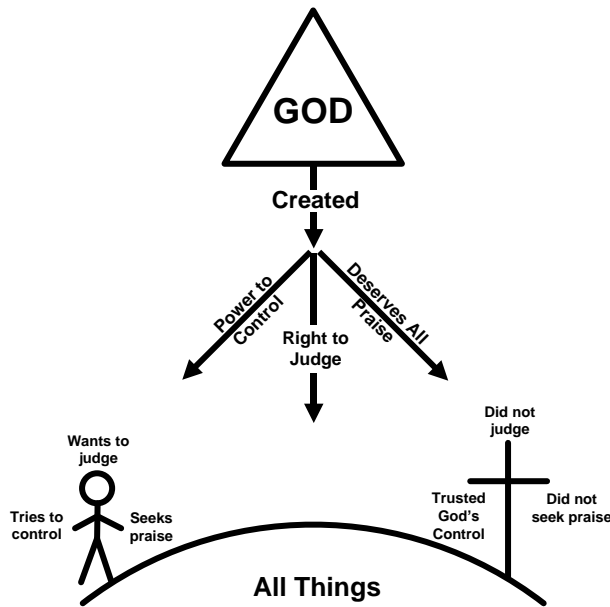 GOD
Created
Power to
Control
Right to
Judge
Deserves All
Praise
Wants to
judge
Tries to
control
Seeks
praise
Did not
judge
Trusted
God's
Control
Did not
seek praise
All Things